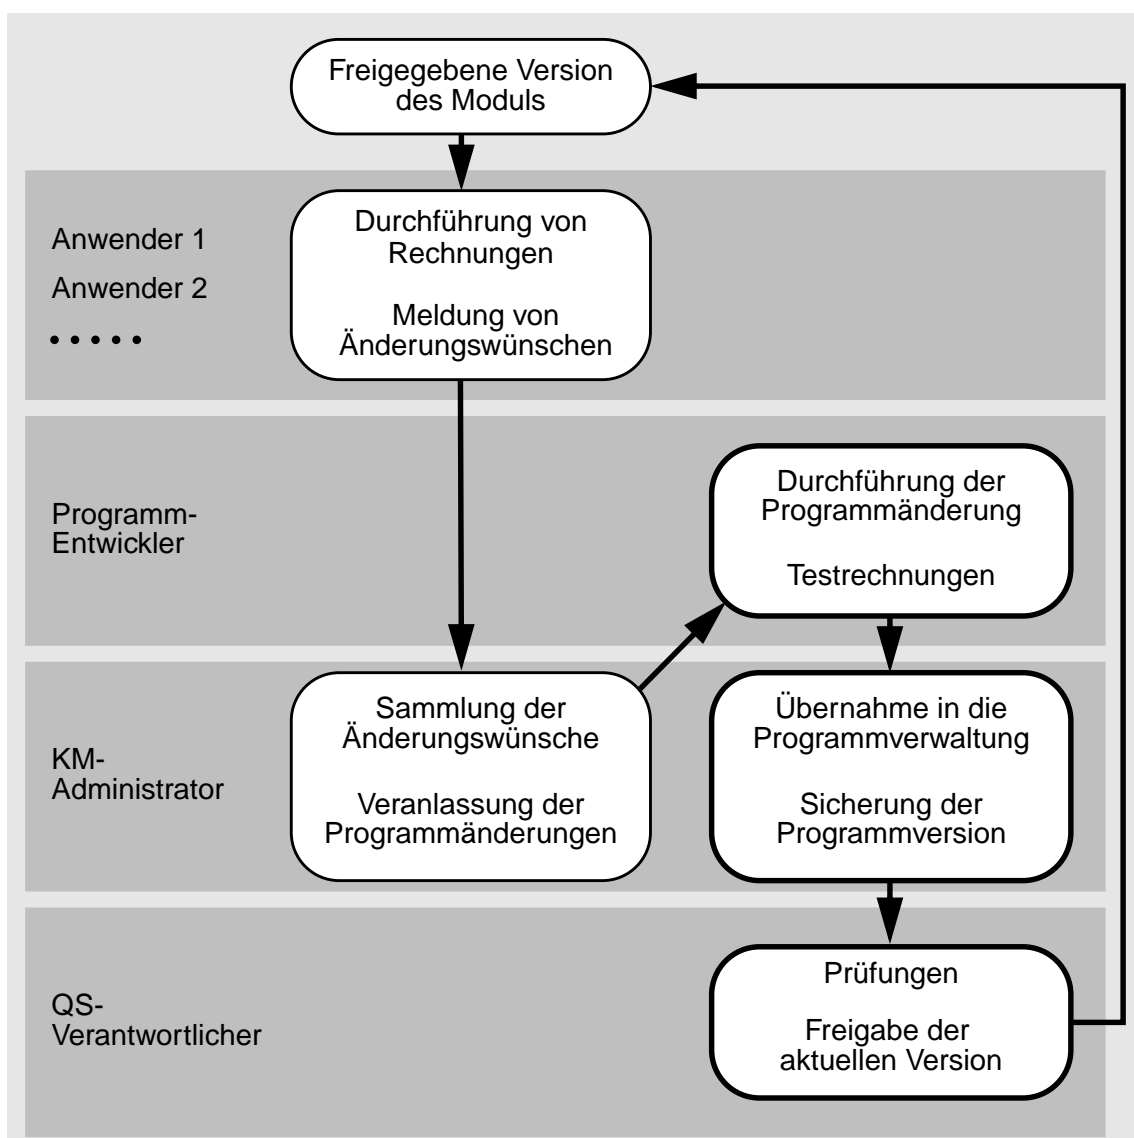 Freigegebene Version
des Moduls
Anwender 1
Anwender 2
• • • • •
Durchführung von
Rechnungen
Meldung von
Änderungswünschen
Programm-
Entwickler
Durchführung der
Programmänderung
Testrechnungen
KM-
Administrator
Sammlung der
Änderungswünsche
Veranlassung der
Programmänderungen
Übernahme in die
Programmverwaltung
Sicherung der
Programmversion
QS-
Verantwortlicher
Prüfungen
Freigabe der
aktuellen Version